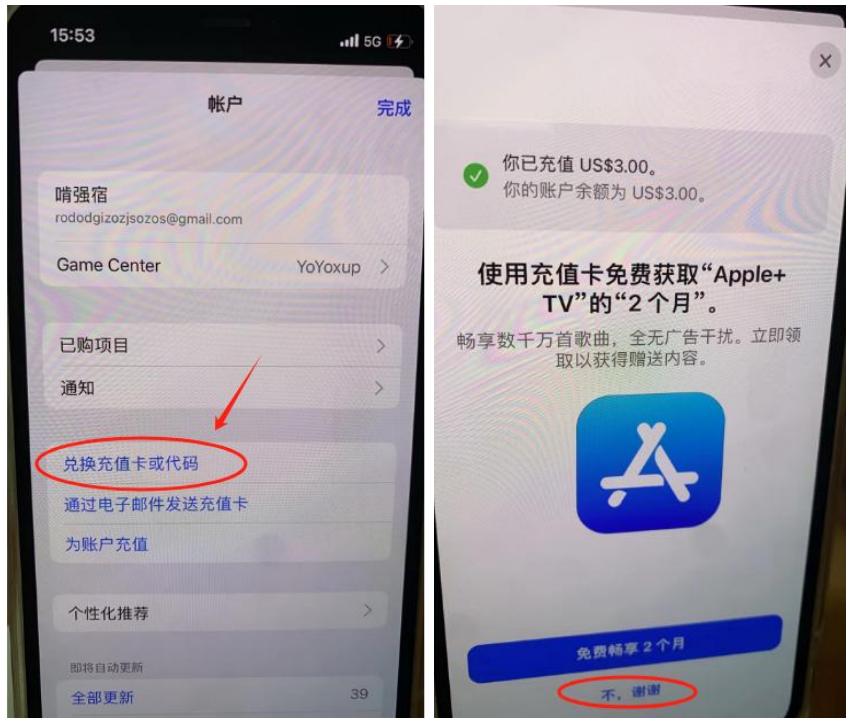 15:53
5G
帐户
完成
啃强宿
rododgizozjsozos@gmail.com
Game Center
YoYoxup
已购项目
通知
兑换充值卡或代码
通过电子邮件发送充值卡
为账户充值
个性化推荐
即将自动更新
全部更新
39
你已充值 US$3.00。
你的账户余额为 US$3.00。
使用充值卡免费获取“Apple+
TV”的“2 个月”。
畅享数千万首歌曲，全无广告干扰。立即领
取以获得赠送内容。
免费畅享 2 个月
不，谢谢